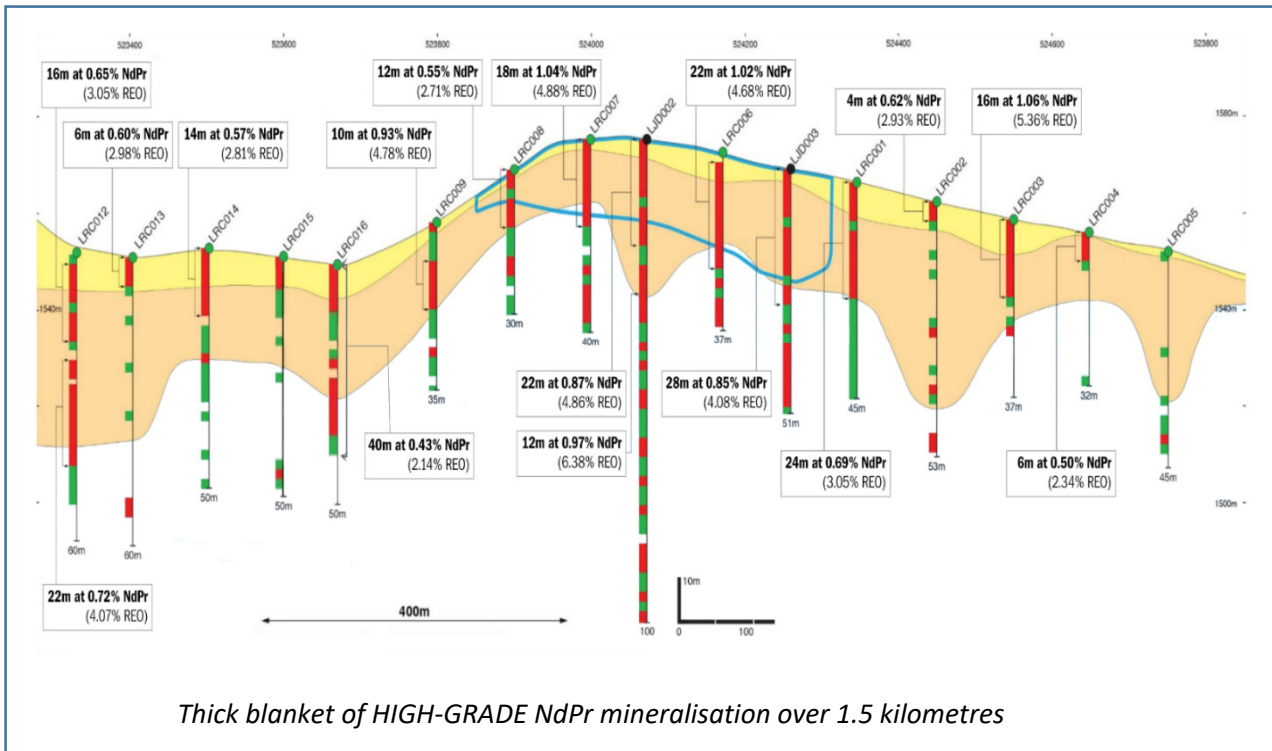 523400
523600
523800
524000
524200
524400
524600
523800
16m at 0.65% NdPr
(3.05% REO)
6m at 0.60% NdPr
(2.98% REO)
14m at 0.57% NdPr
(2.81% REO)
10m at 0.93% NdPr
(4.78% REO)
12m at 0.55% NdPr
(2.71% REO)
18m at 1.04% NdPr
(4.88% REO)
22m at 1.02% NdPr
(4.68% REO)
4m at 0.62% NdPr
(2.93% REO)
16m at 1.06% NdPr
(5.36% REO)
1580m
LRC012
LRC013
LRC014
LRC015
LRC016
LRC009
LRC008
LRC007
LJD002
LRC006
LJD003
LRC001
LRC002
LRC003
LRC004
LRC005
1540m
1540m
1500m
60m
60m
50m
50m
50m
35m
30m
40m
100
37m
51m
45m
53m
37m
32m
45m
22m at 0.87% NdPr
(4.86% REO)
28m at 0.85% NdPr
(4.08% REO)
12m at 0.97% NdPr
(6.38% REO)
40m at 0.43% NdPr
(2.14% REO)
24m at 0.69% NdPr
(3.05% REO)
6m at 0.50% NdPr
(2.34% REO)
22m at 0.72% NdPr
(4.07% REO)
400m
10m
0
100
Thick blanket of HIGH-GRADE NdPr mineralisation over 1.5 kilometres